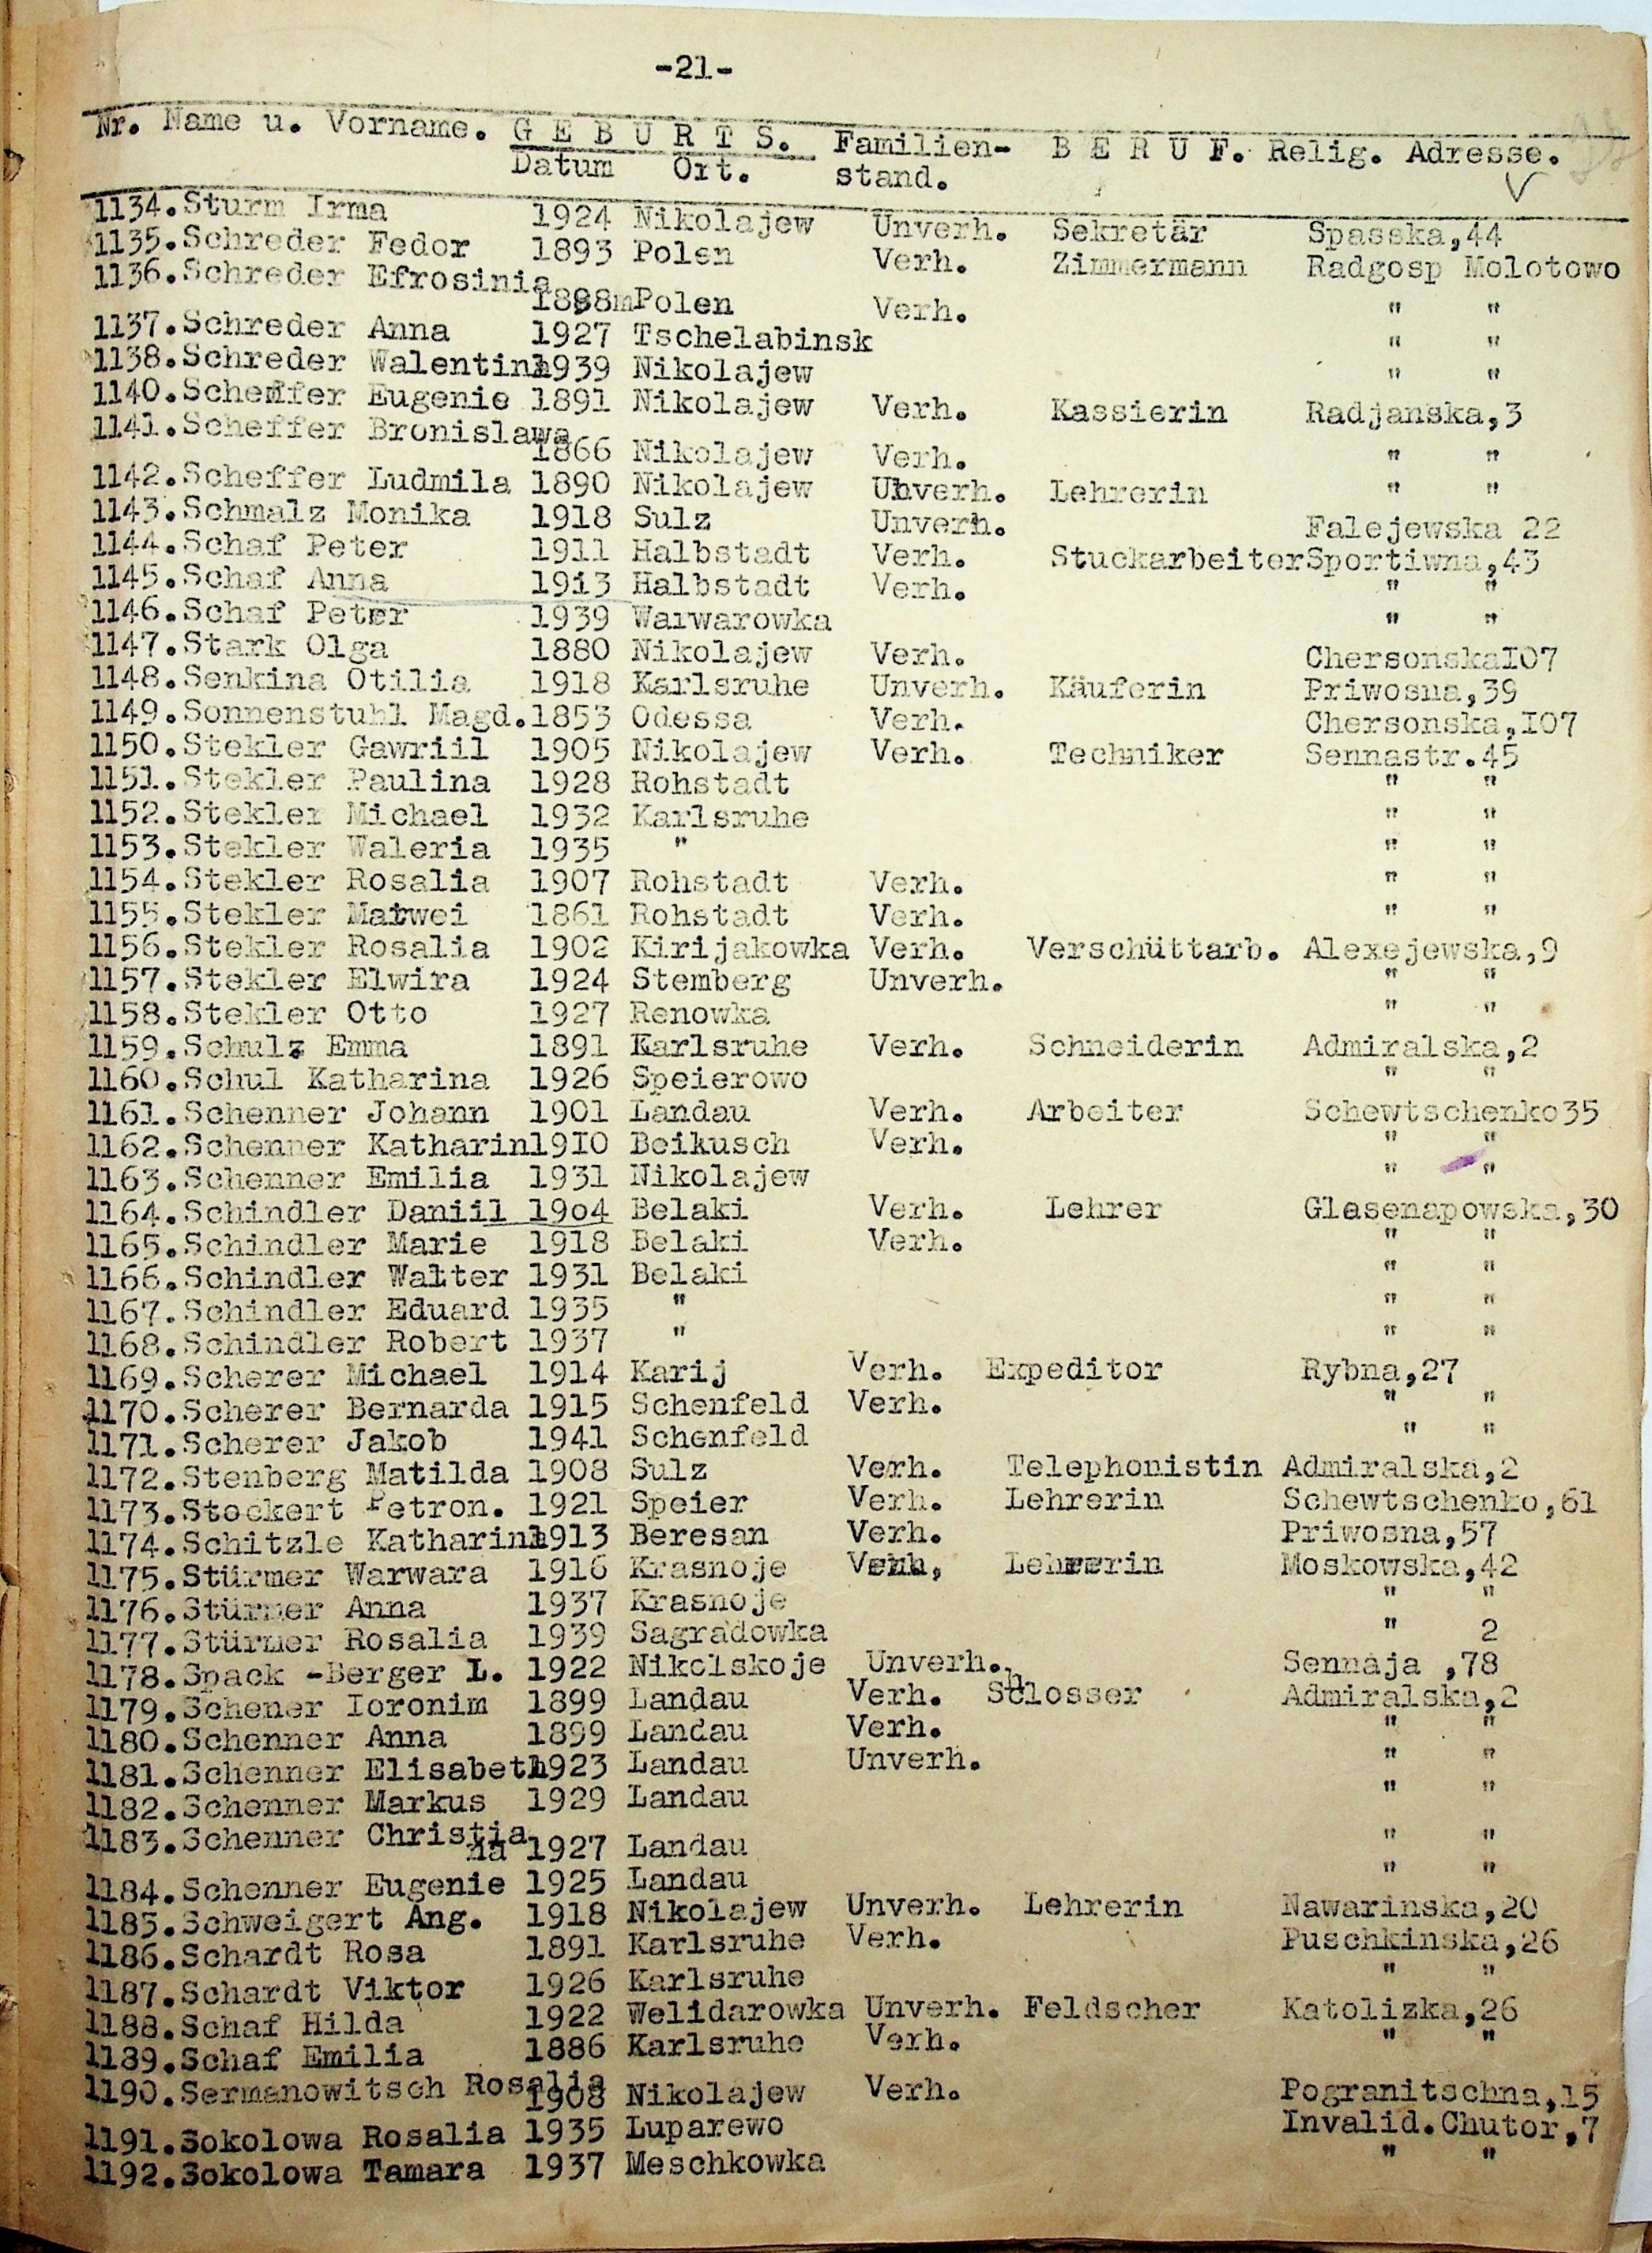 -21-
Nr. Name u. Vorname. G E B U R T S. Familien- B E R U F. Relig. Adresse.
Datum Ort. stand.
1134.Sturm Irma 1924 Nikolajew Unverh. Sekretär Spasska,44
1135.Schreder Fedor 1893 Polen Verh. Zimmermann Radgosp Molotowo
1136.Schreder Efrosinia
1898mPolen Verh. " "
1137.Schreder Anna 1927 Tschelabinsk " "
1138.Schreder Walentina1939 Nikolajew " "
1140.Scheffer Eugenie 1891 Nikolajew Verh. Kassierin Radjanska,3
1141.Scheffer Bronislawa
1866 Nikolajew Verh. " "
1142.Scheffer Ludmila 1890 Nikolajew Unverh. Lehrerin " "
1143.Schmalz Monika 1918 Sulz Unverh. Falejewska 22
1144.Schaf Peter 1911 Halbstadt Verh. StuckarbeiterSportiwna,43
1145.Schaf Anna 1913 Halbstadt Verh. " "
1146.Schaf Peter 1939 Warwarowka " "
1147.Stark Olga 1880 Nikolajew Verh. ChersonskaI07
1148.Senkina Otilia 1918 Karlsruhe Unverh. Käuferin Priwosna,39
1149.Sonnenstuhl Magd.1853 Odessa Verh. Chersonska,I07
1150.Stekler Gawriil 1905 Nikolajew Verh. Techniker Sennastr.45
1151.Stekler Paulina 1928 Rohstadt " "
1152.Stekler Michael 1932 Karlsruhe " "
1153.Stekler Waleria 1935 " " "
1154.Stekler Rosalia 1907 Rohstadt Verh. " "
1155.Stekler Matwei 1861 Rohstadt Verh. " "
1156.Stekler Rosalia 1902 Kirijakowka Verh. Verschüttarb. Alexejewska,9
1157.Stekler Elwira 1924 Stemberg Unverh. " "
1158.Stekler Otto 1927 Renowka " "
1159.Schulz Emma 1891 Karlsruhe Verh. Schneiderin Admiralska,2
1160.Schul Katharina 1926 Speierowo " "
1161.Schenner Johann 1901 Landau Verh. Arbeiter Schewtschenko35
1162.Schenner Katharin19I0 Beikusch Verh. " "
1163.Schenner Emilia 1931 Nikolajew " "
1164.Schindler Daniil 19o4 Belaki Verh. Lehrer Glasenapowska,30
1165.Schindler Marie 1918 Belaki Verh. " "
1166.Schindler Walter 1931 Belaki " "
1167.Schindler Eduard 1935 " " "
1168.Schindler Robert 1937 " " "
1169.Scherer Michael 1914 Karij Verh. Expeditor Rybna,27
1170.Scherer Bernarda 1915 Schenfeld Verh. " "
1171.Scherer Jakob 1941 Schenfeld " "
1172.Stenberg Matilda 1908 Sulz Verh. Telephonistin Admiralska,2
1173.Stockert Petron. 1921 Speier Verh. Lehrerin Schewtschenko,61
1174.Schitzle Katharina1913 Beresan Verh. Priwosna,57
1175.Stürmer Warwara 1916 Krasnoje Verh, Lehrerin Moskowska,42
1176.Stürmer Anna 1937 Krasnoje " "
1177.Stürmer Rosalia 1939 Sagradowka " 2
1178.Spack -Berger L. 1922 Nikolskoje Unverh. Sennaja ,78
1179.Schener Ioronim 1899 Landau Verh. Schlosser Admiralska,2
1180.Schenner Anna 1899 Landau Verh. " "
1181.Schenner Elisabeth1923 Landau Unverh. " "
1182.Schenner Markus 1929 Landau " "
1183.Schenner Christia
na 1927 Landau " "
1184.Schenner Eugenie 1925 Landau " "
1185.Schweigert Ang. 1918 Nikolajew Unverh. Lehrerin Nawarinska,20
1186.Schardt Rosa 1891 Karlsruhe Verh. Puschkinska,26
1187.Schardt Viktor 1926 Karlsruhe " "
1188.Schaf Hilda 1922 Welidarowka Unverh. Feldscher Katolizka,26
1189.Schaf Emilia 1886 Karlsruhe Verh. " "
1190.Sermanowitsch Rosalia
1908 Nikolajew Verh. Pogranitschna,15
1191.Sokolowa Rosalia 1935 Luparewo Invalid.Chutor,7
1192.Sokolowa Tamara 1937 Meschkowka " "